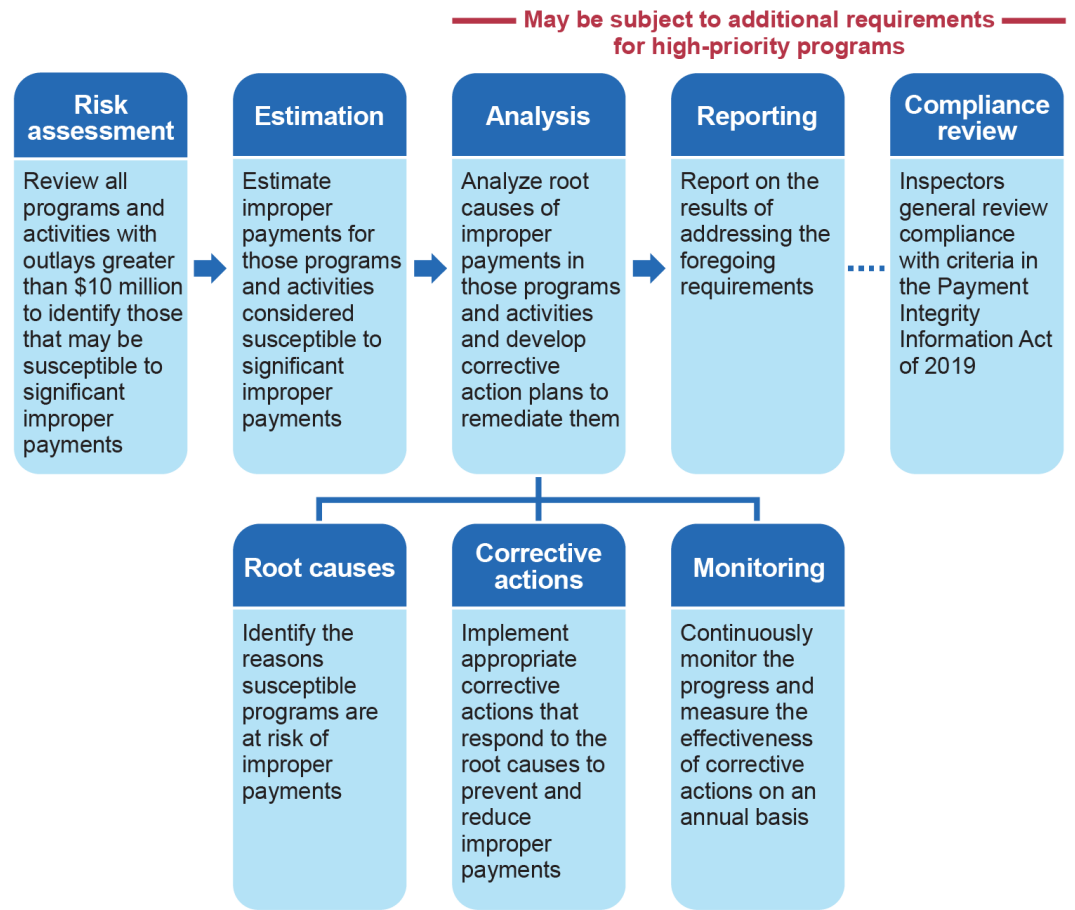 May be subject to additional requirements
for high-priority programs
Risk
assessment
Review all
programs and
activities with
outlays greater
than $10 million
to identify those
that may be
susceptible to
significant
improper
payments
Estimation
Estimate
improper
payments for
those programs
and activities
considered
susceptible to
significant
improper
payments
Analysis
Analyze root
causes of
improper
payments in
those programs
and activities
and develop
corrective
action plans to
remediate them
Reporting
Report on the
results of
addressing the
foregoing
requirements
Compliance
review
Inspectors
general review
compliance
with criteria in
the Payment
Integrity
Information Act
of 2019
Root causes
Identify the
reasons
susceptible
programs are
at risk of
improper
payments
Corrective
actions
Implement
appropriate
corrective
actions that
respond to the
root causes to
prevent and
reduce
improper
payments
Monitoring
Continuously
monitor the
progress and
measure the
effectiveness
of corrective
actions on an
annual basis